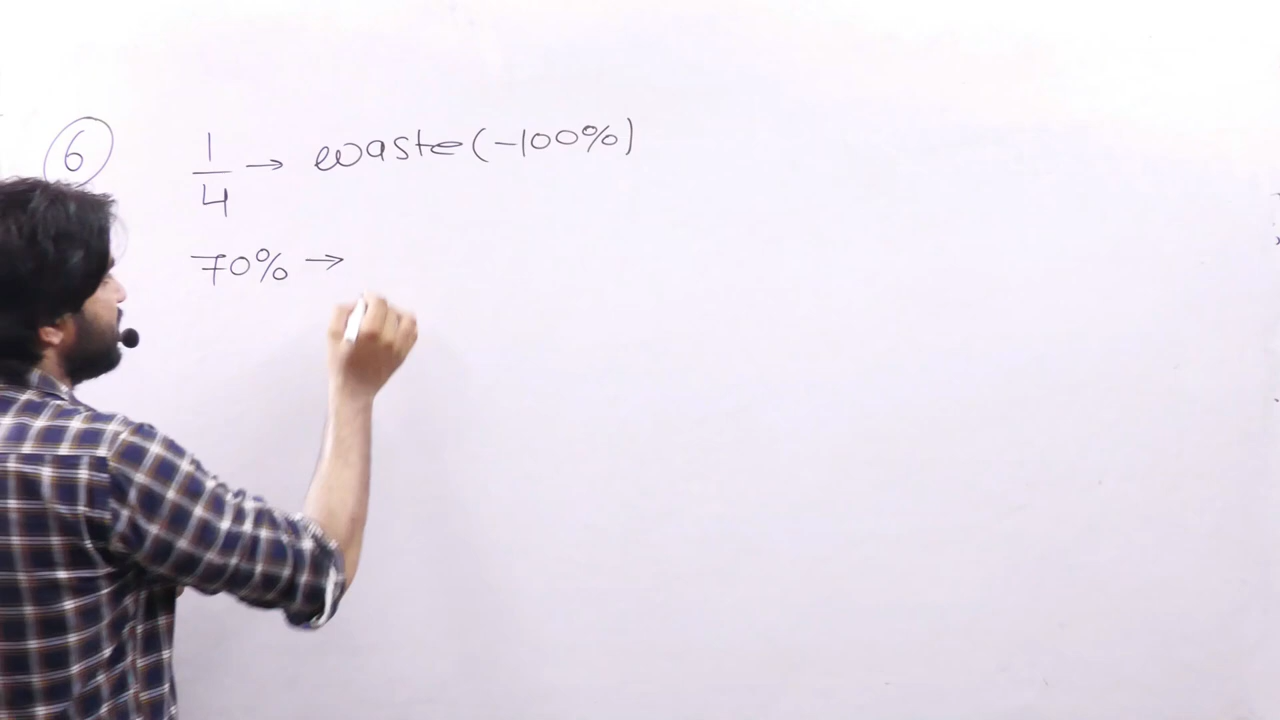 6 1/4 → waste (-100%)
70% →